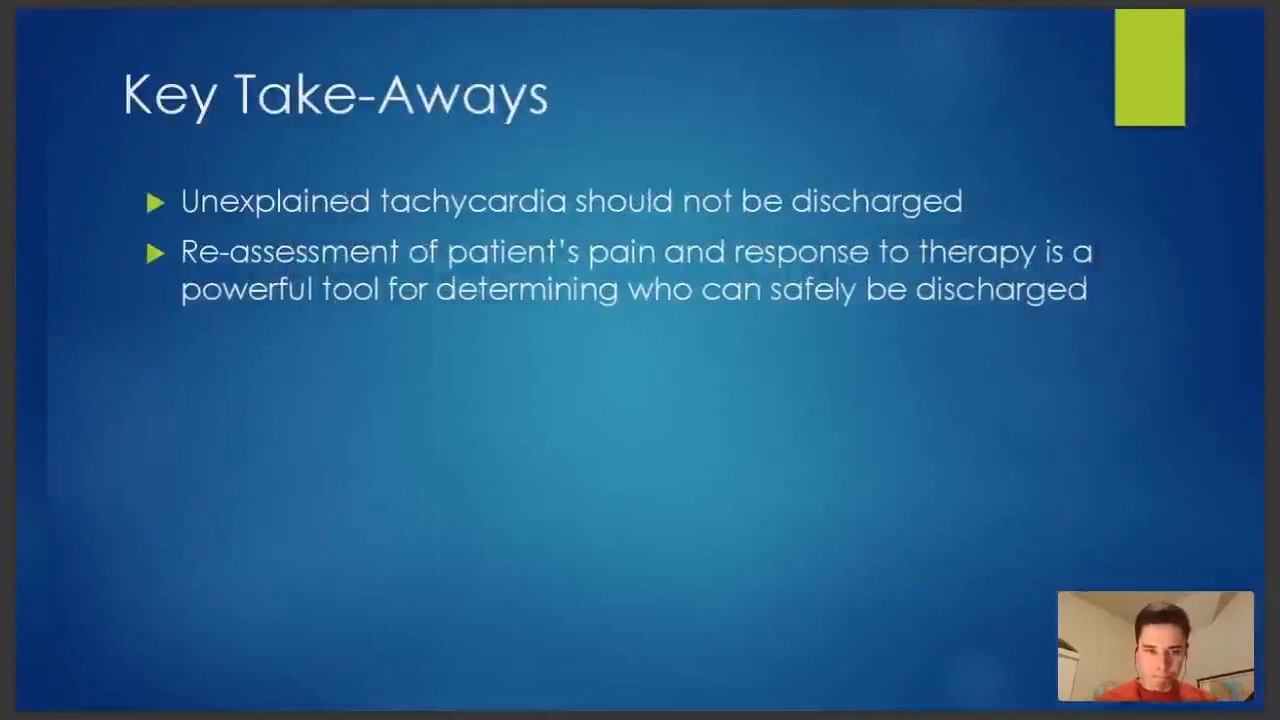 Key Take-Aways
Unexplained tachycardia should not be discharged
Re-assessment of patient's pain and response to therapy is a
powerful tool for determining who can safely be discharged